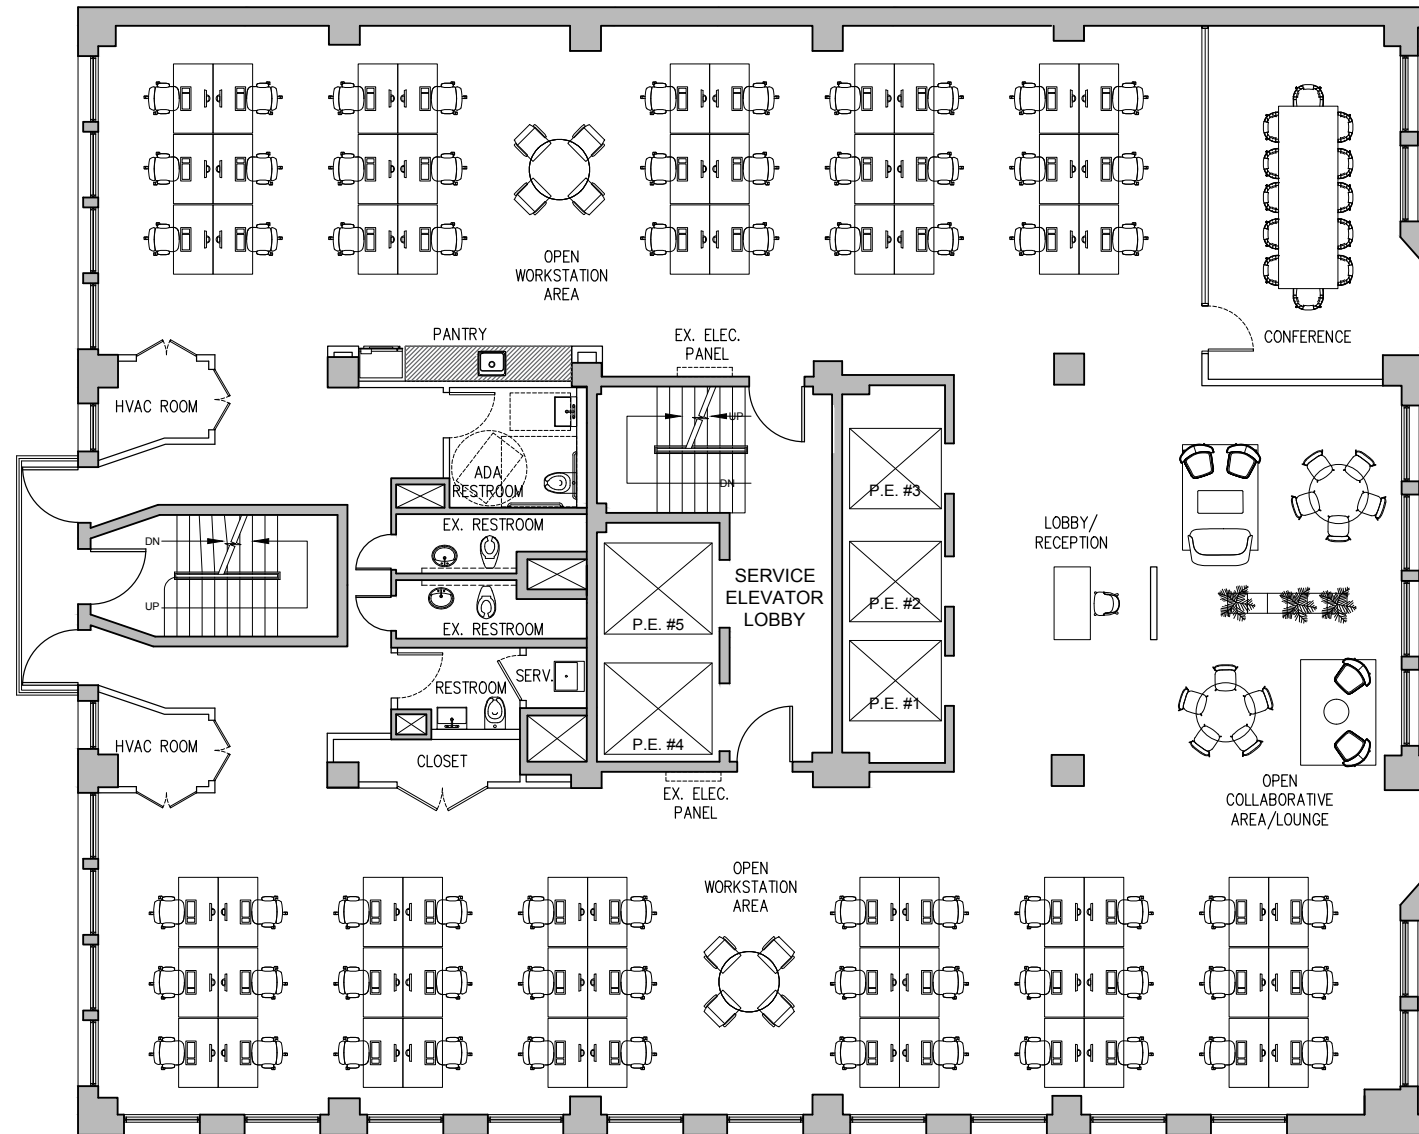 OPEN
WORKSTATION
AREA
PANTRY
EX. ELEC.
PANEL
CONFERENCE
HVAC ROOM
UP
DN
ADA
RESTROOM
P.E. #3
EX. RESTROOM
LOBBY/
RECEPTION
DN
UP
SERVICE
ELEVATOR
LOBBY
P.E. #2
P.E. #5
EX. RESTROOM
SERV.
RESTROOM
P.E. #1
HVAC ROOM
P.E. #4
CLOSET
EX. ELEC.
PANEL
OPEN
COLLABORATIVE
AREA/LOUNGE
OPEN
WORKSTATION
AREA